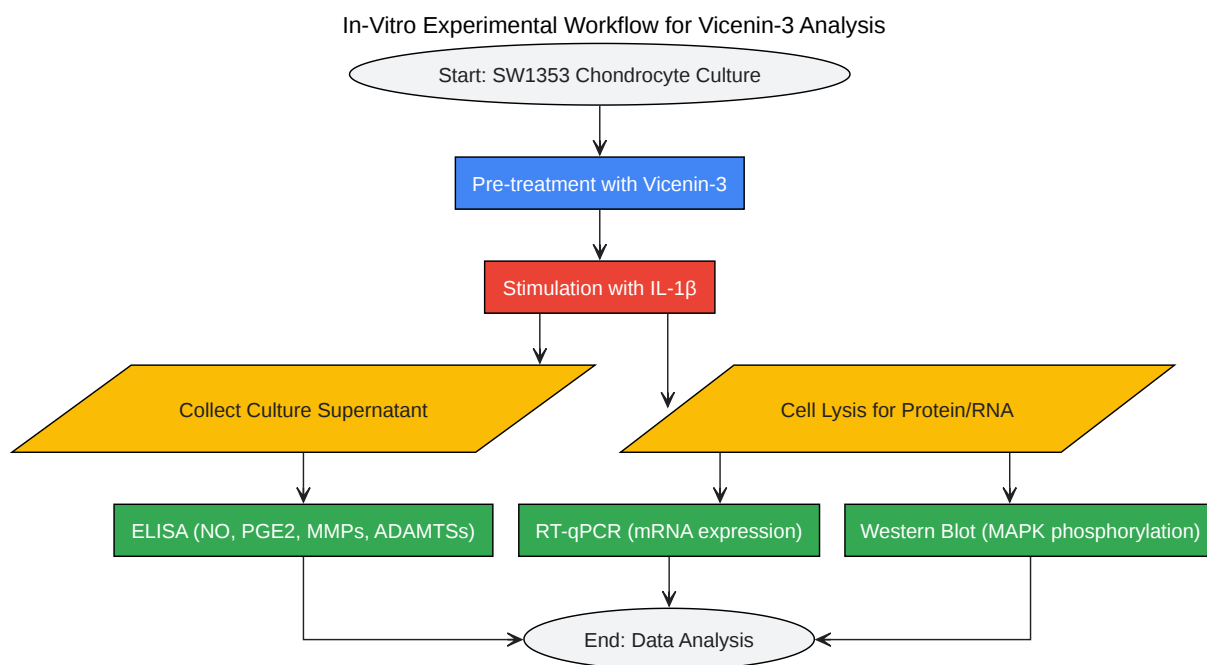 In-Vitro Experimental Workflow for Vicenin-3 Analysis
Start: SW1353 Chondrocyte Culture
Pre-treatment with Vicenin-3
Stimulation with IL-1β
Collect Culture Supernatant
Cell Lysis for Protein/RNA
ELISA (NO, PGE2, MMPs, ADAMTSs)
RT-qPCR (mRNA expression)
Western Blot (MAPK phosphorylation)
End: Data Analysis